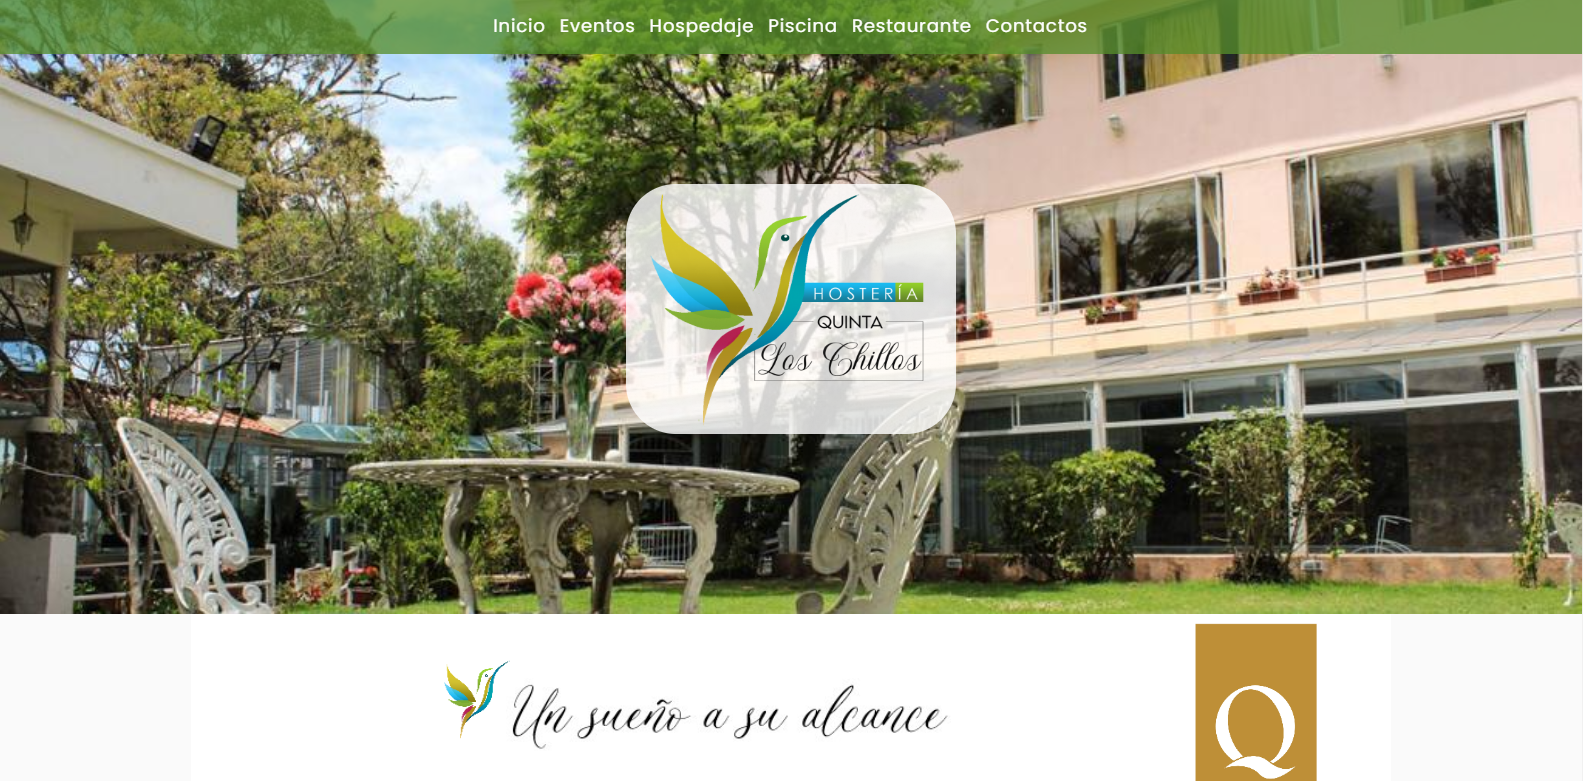 Inicio Eventos Hospedaje Piscina Restaurante Contactos
HOSTERÍA
QUINTA
Los Chillos
Un sueño a su alcance
Q